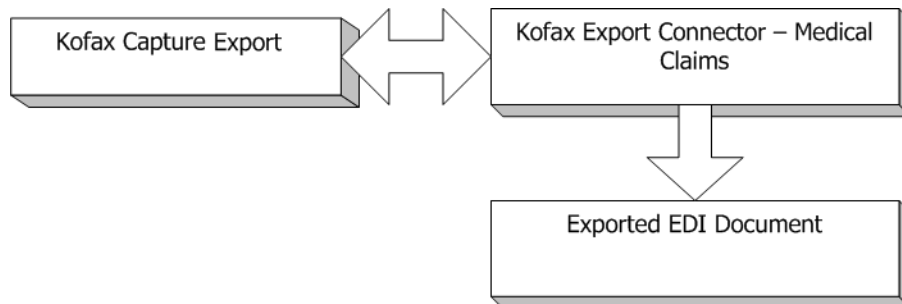 Kofax Capture Export
Kofax Export Connector – Medical
Claims
Exported EDI Document